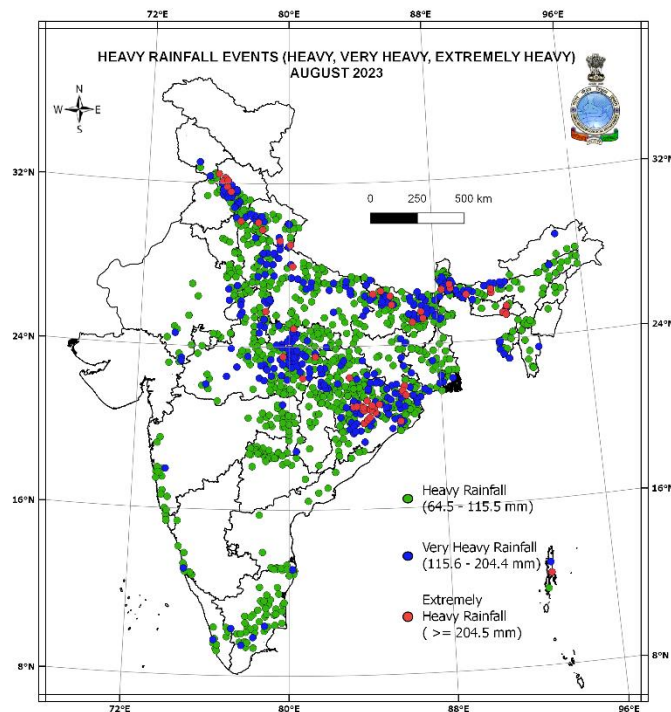 72°E 80°E 88°E 96°E
HEAVY RAINFALL EVENTS (HEAVY, VERY HEAVY, EXTREMELY HEAVY)
AUGUST 2023
N
W E
S
32°N 32°N
0 250 500 km
24°N 24°N
16°N 16°N
Heavy Rainfall
(64.5 - 115.5 mm)
Very Heavy Rainfall
(115.6 - 204.4 mm)
Extremely
Heavy Rainfall
( >= 204.5 mm)
8°N 8°N
72°E 80°E 88°E 96°E